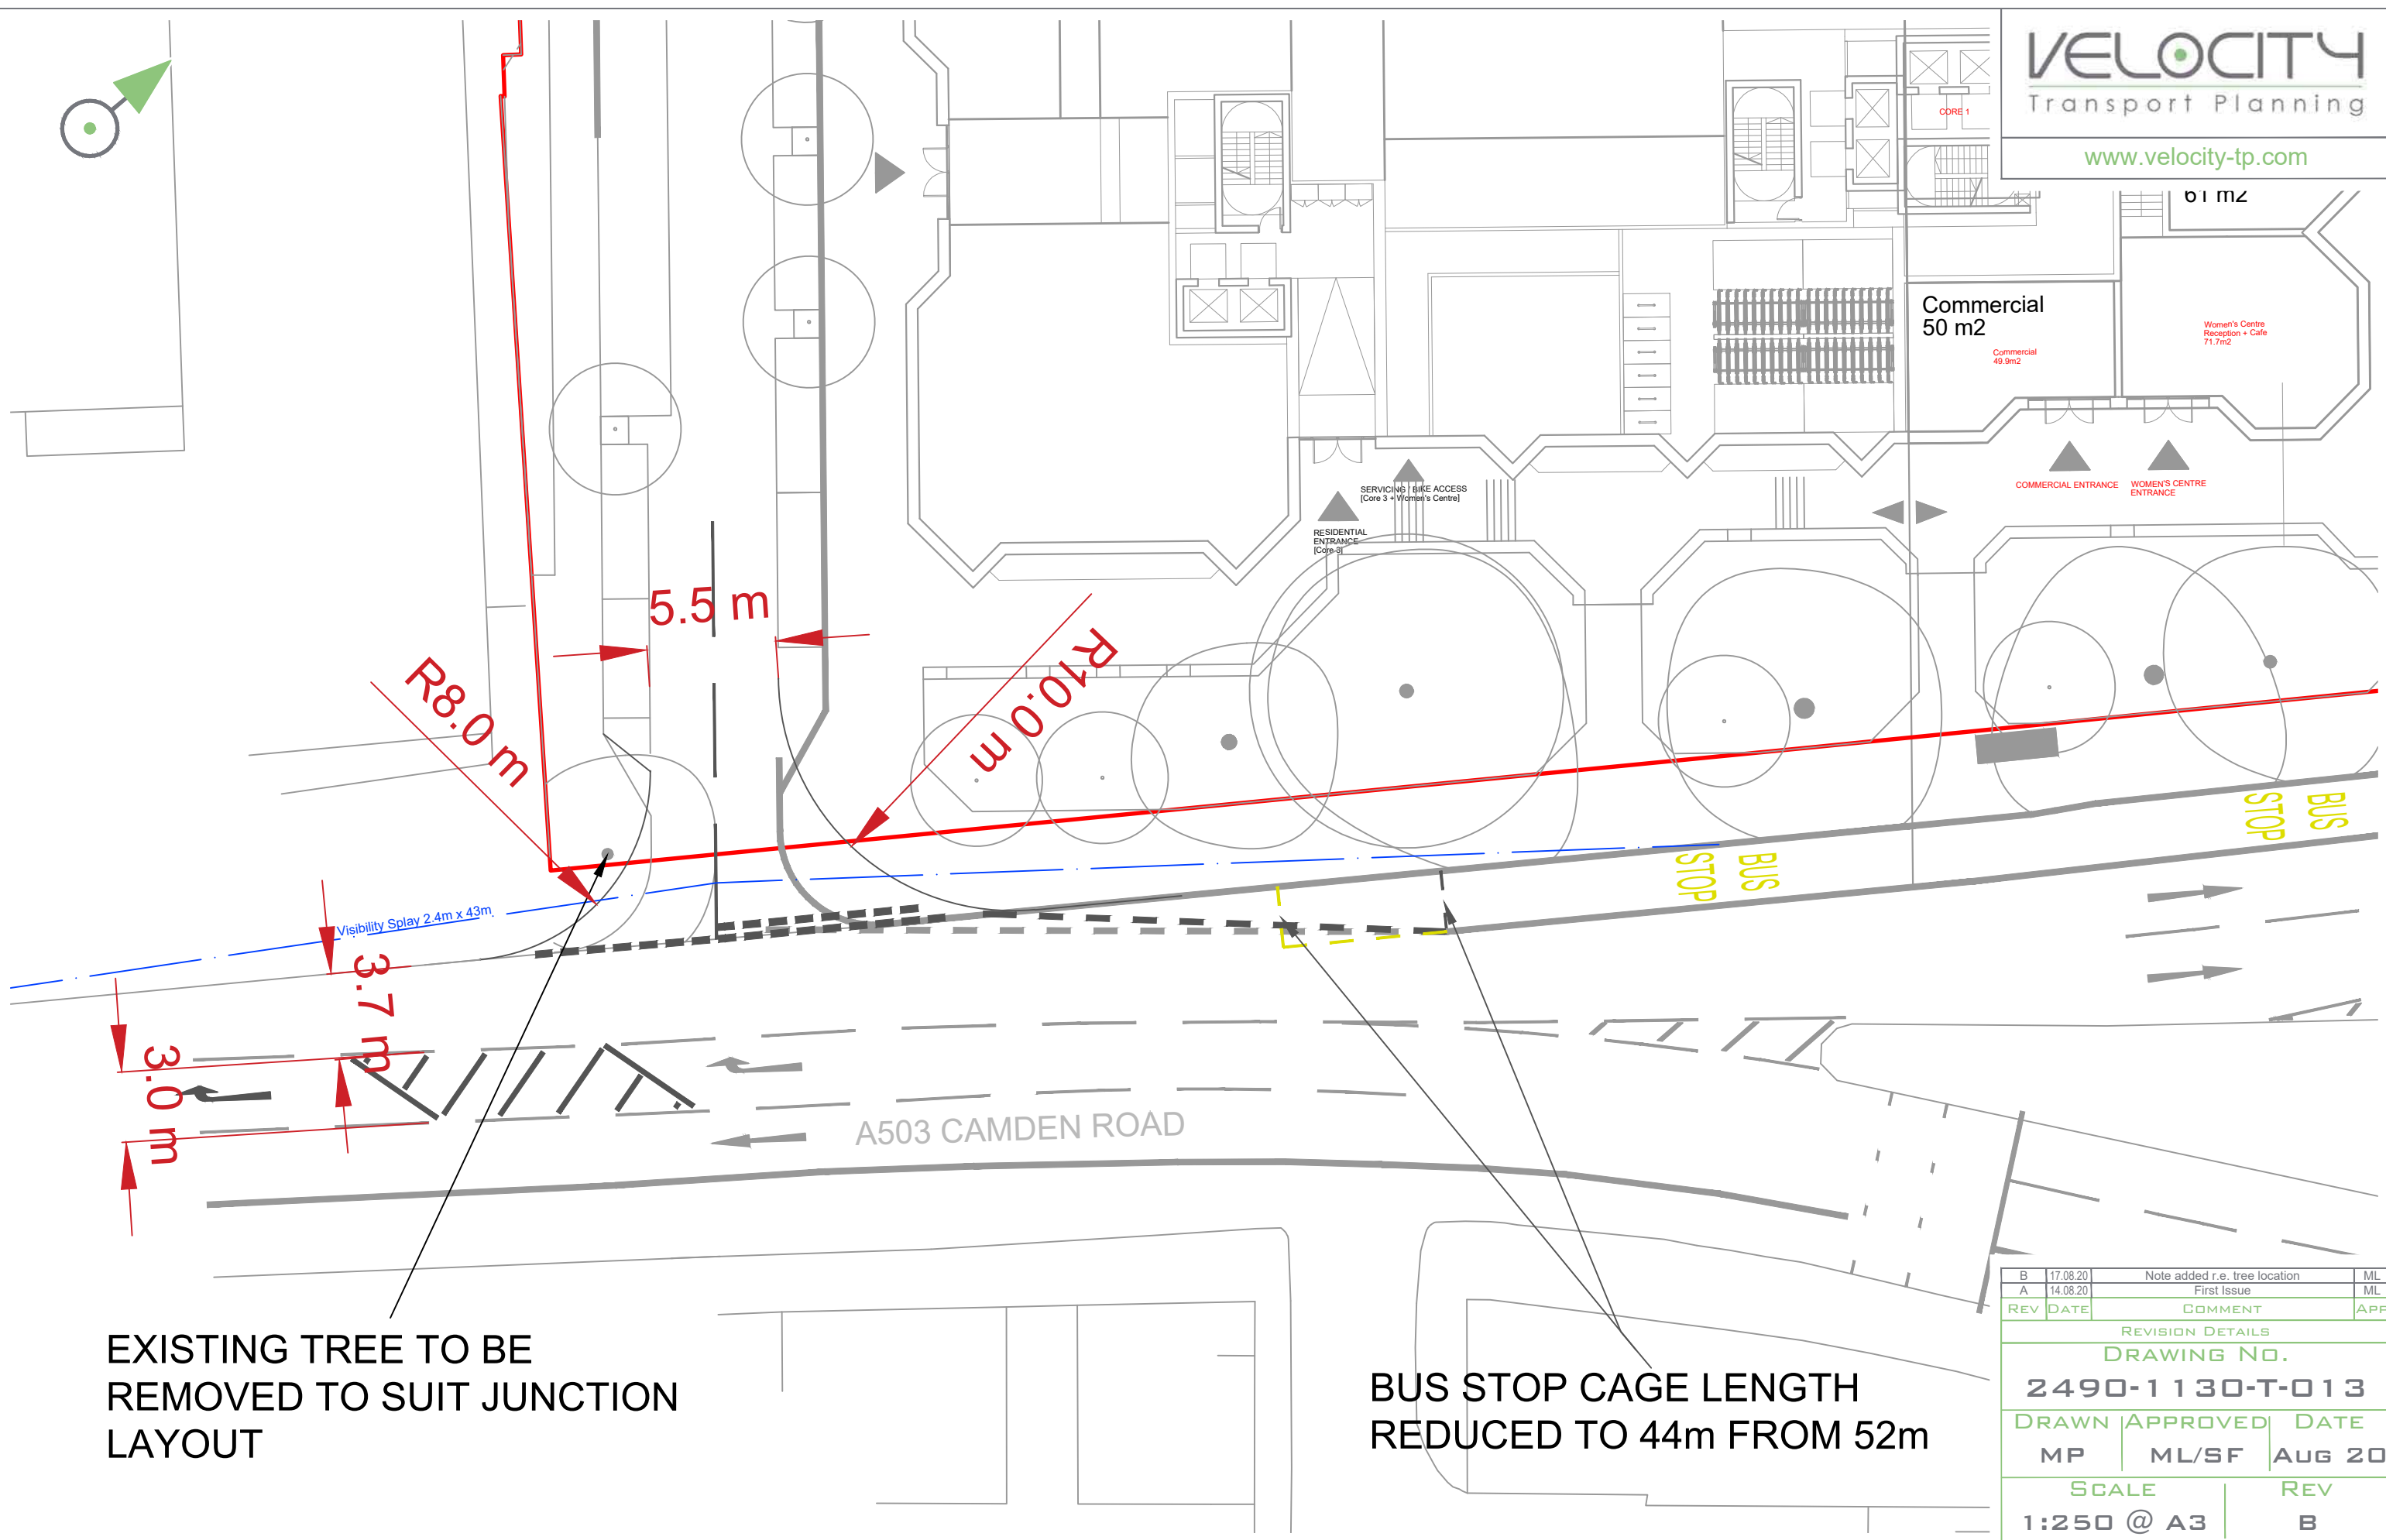 VELOCITY
Transport Planning
www.velocity-tp.com
CORE 1
61 m2
Commercial
50 m2
Commercial
49.9m2
Women's Centre
Reception + Cafe
71.7m2
SERVICING / BIKE ACCESS
[Core 3 + Women's Centre]
RESIDENTIAL
ENTRANCE
[Core 3]
COMMERCIAL ENTRANCE
WOMEN'S CENTRE
ENTRANCE
5.5 m
R8.0 m
R10.0 m
BUS
STOP
BUS
STOP
Visibility Splay 2.4m x 43m
3.7 m
3.0 m
A503 CAMDEN ROAD
EXISTING TREE TO BE
REMOVED TO SUIT JUNCTION
LAYOUT
BUS STOP CAGE LENGTH
REDUCED TO 44m FROM 52m
B 17.08.20 Note added r.e. tree location ML
A 14.08.20 First Issue ML
REV DATE COMMENT APP
REVISION DETAILS
DRAWING NO.
2490-1130-T-013
DRAWN APPROVED DATE
MP ML/SF AUG 20
SCALE REV
1:250 @ A3 B